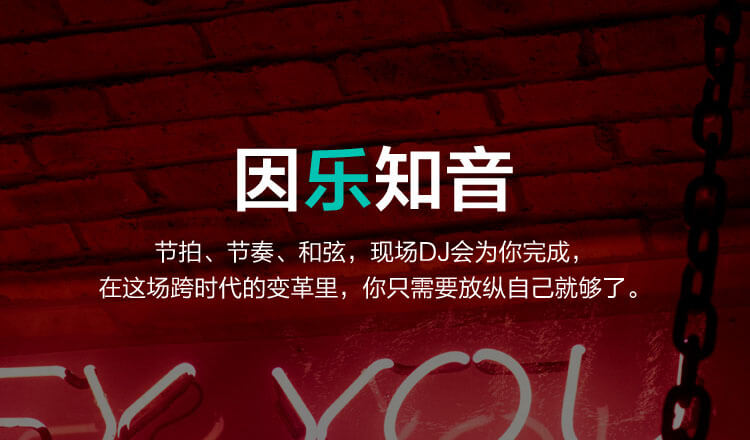 因乐知音
节拍、节奏、和弦，现场DJ会为你完成，
在这场跨时代的变革里，你只需要放纵自己就够了。
EY YOU